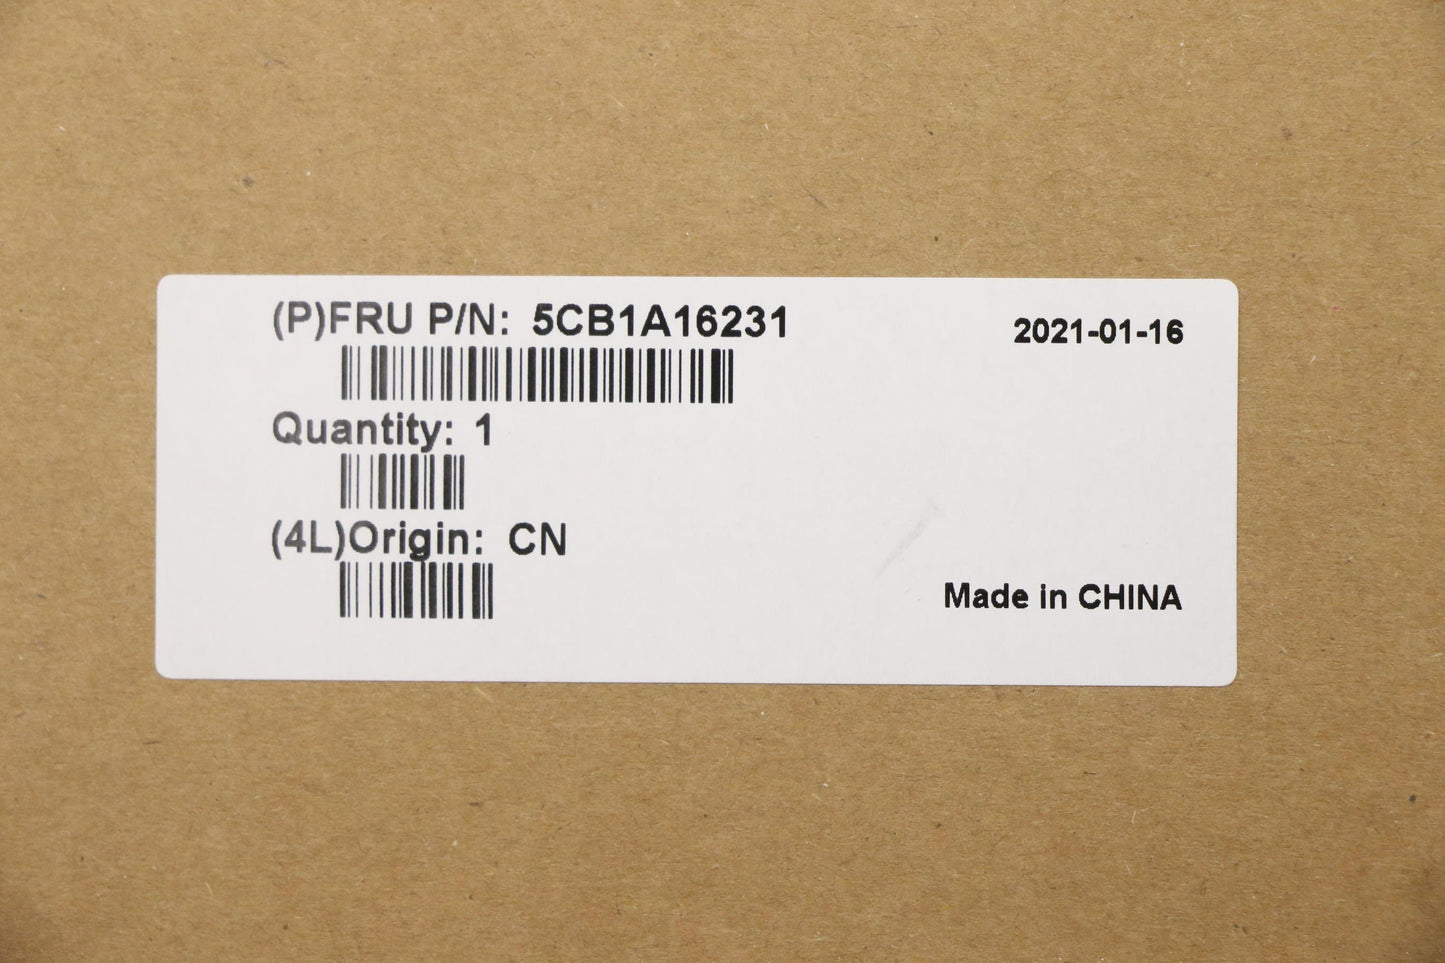 (P)FRU P/N: 5CB1A16231
2021-01-16
Quantity: 1
(4L)Origin: CN
Made in CHINA